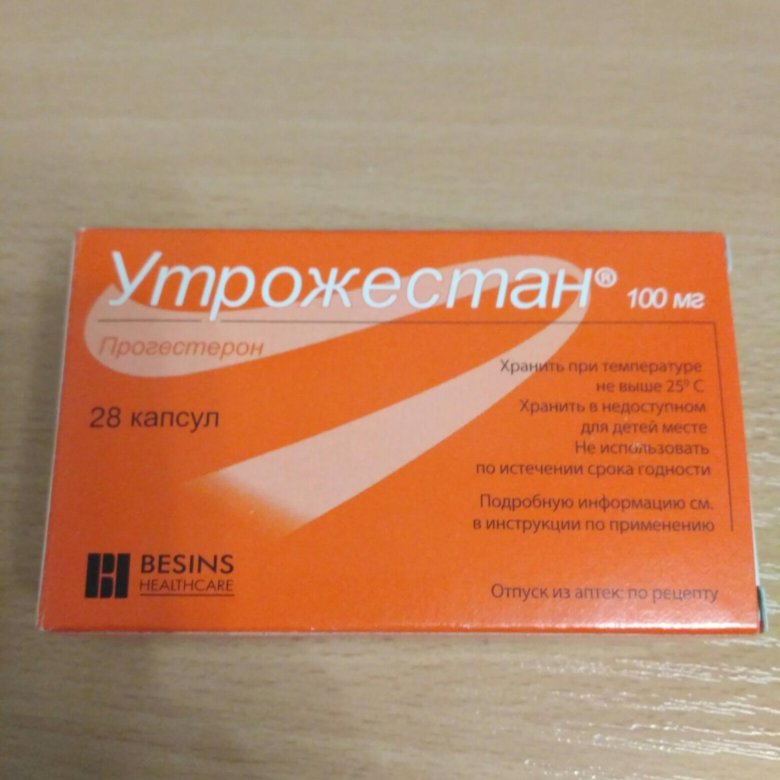 Утрожестан® 100 мг
Прогестерон
28 капсул
Хранить при температуре
не выше 25⁰ С
Хранить в недоступном
для детей месте
Не использовать
по истечении срока годности
Подробную информацию см.
в инструкции по применению
BESINS
HEALTHCARE
Отпуск из аптек: по рецепту